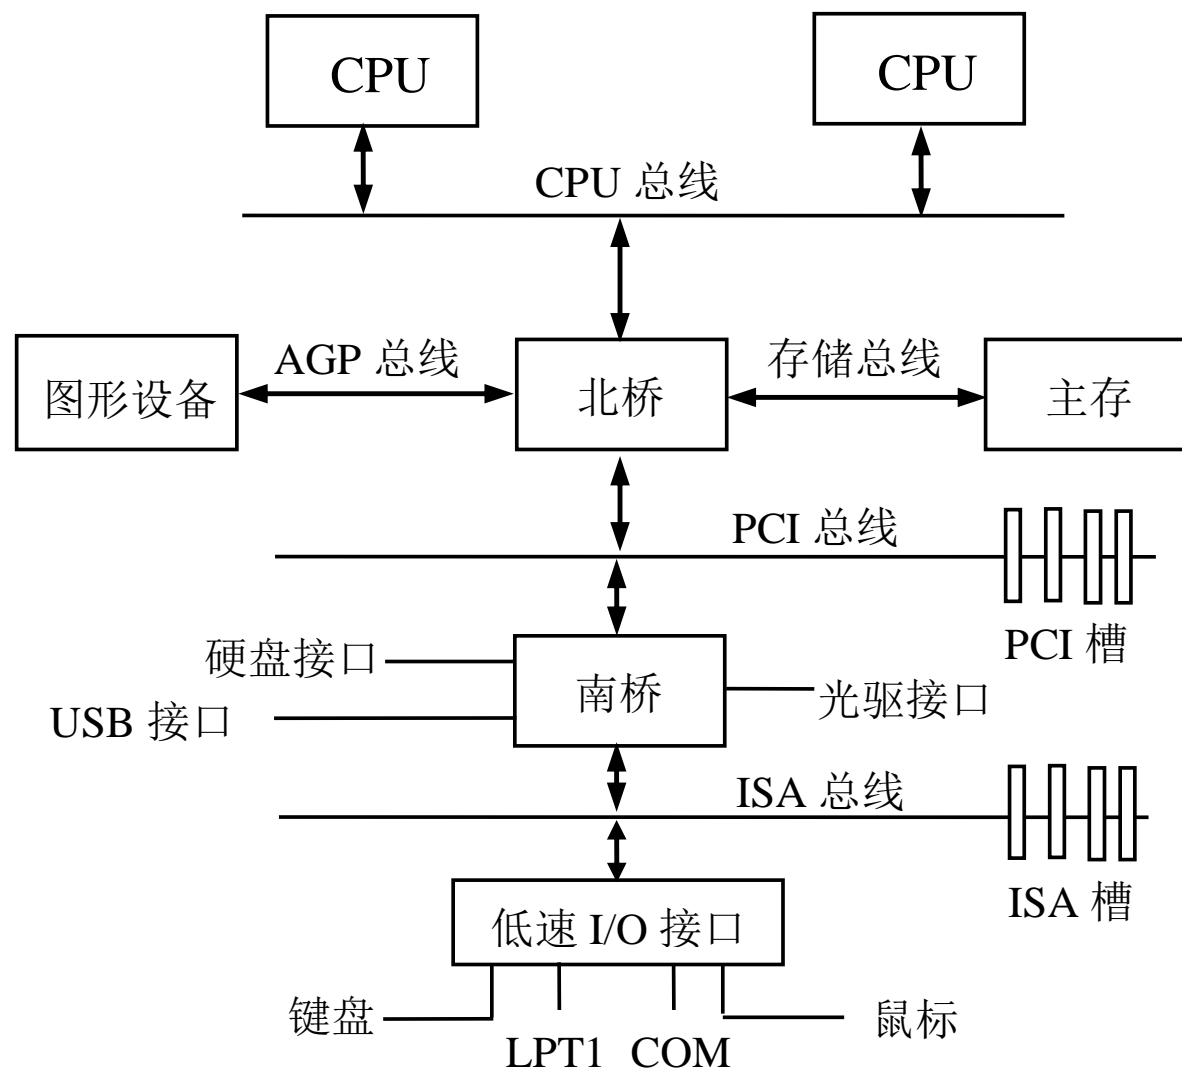 CPU
CPU
CPU 总线
AGP 总线
存储总线
图形设备
北桥
主存
PCI 总线
PCI 槽
硬盘接口
南桥
光驱接口
USB 接口
ISA 总线
ISA 槽
低速 I/O 接口
键盘
鼠标
LPT1 COM